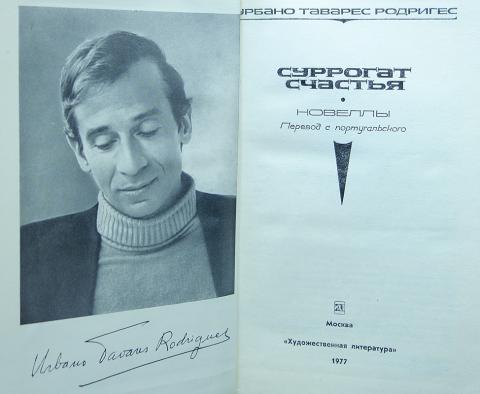 Urbano Tavares Rodrigues
УРБАНО ТАВАРЕС РОДРИГЕС
СУРРОГАТ
СЧАСТЬЯ
НОВЕЛЛЫ
Перевод с португальского
Москва
«Художественная литература»
1977